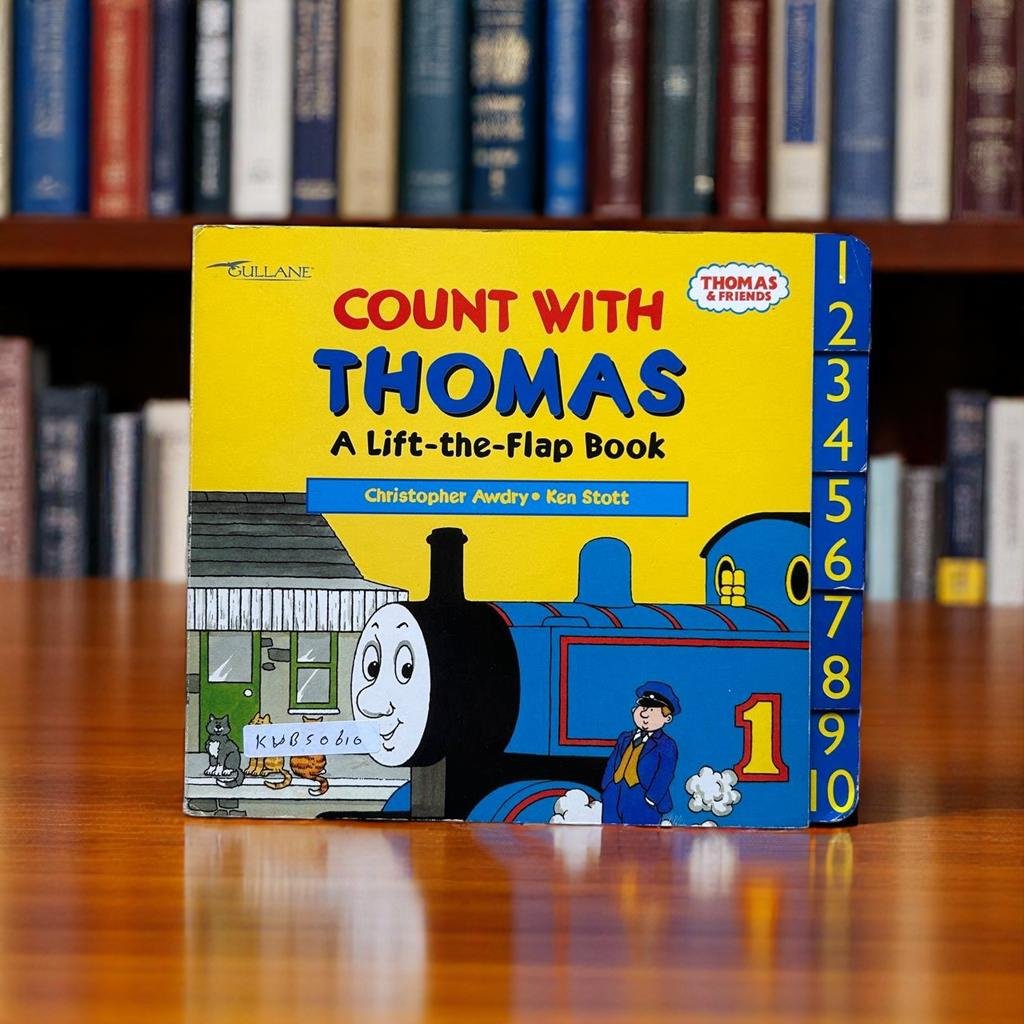 GULLANE
THOMAS
& FRIENDS
COUNT WITH
THOMAS
A Lift-the-Flap Book
Christopher Awdry • Ken Stott
1
2
3
4
5
6
7
8
9
10
1